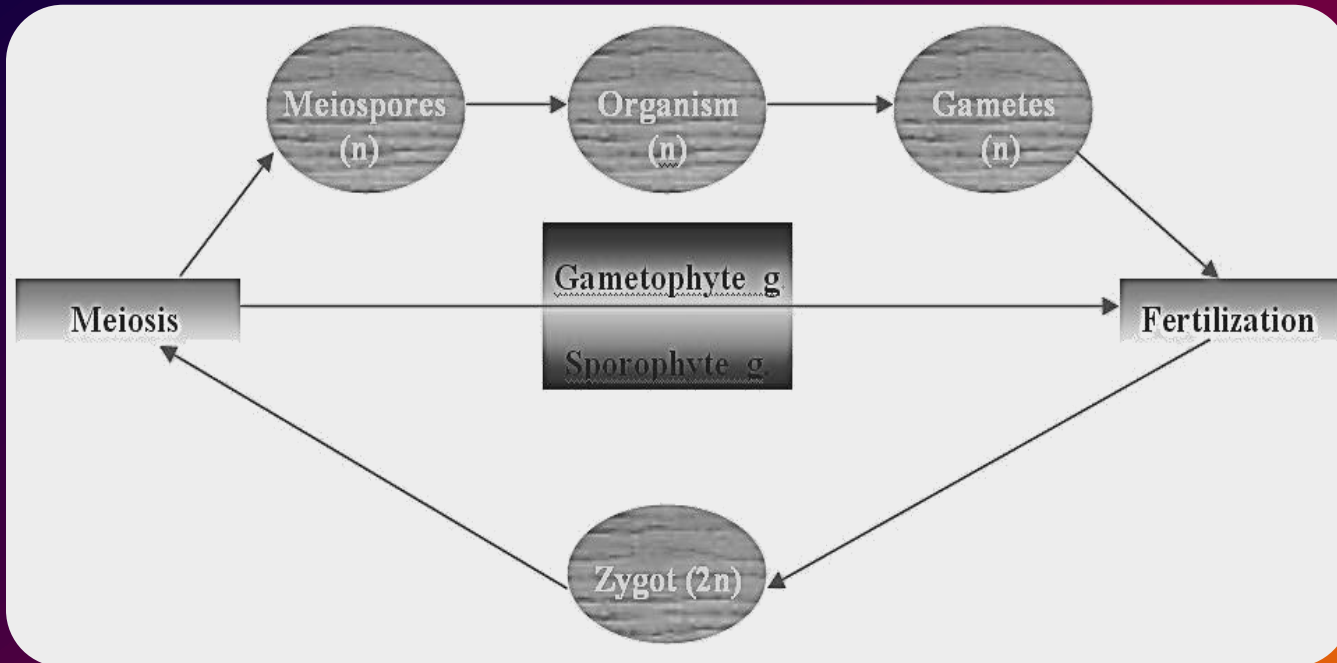 Meiospores
(n)
Organism
(n)
Gametes
(n)
Gametophyte g.
Meiosis
Fertilization
Sporophyte g.
Zygot (2n)